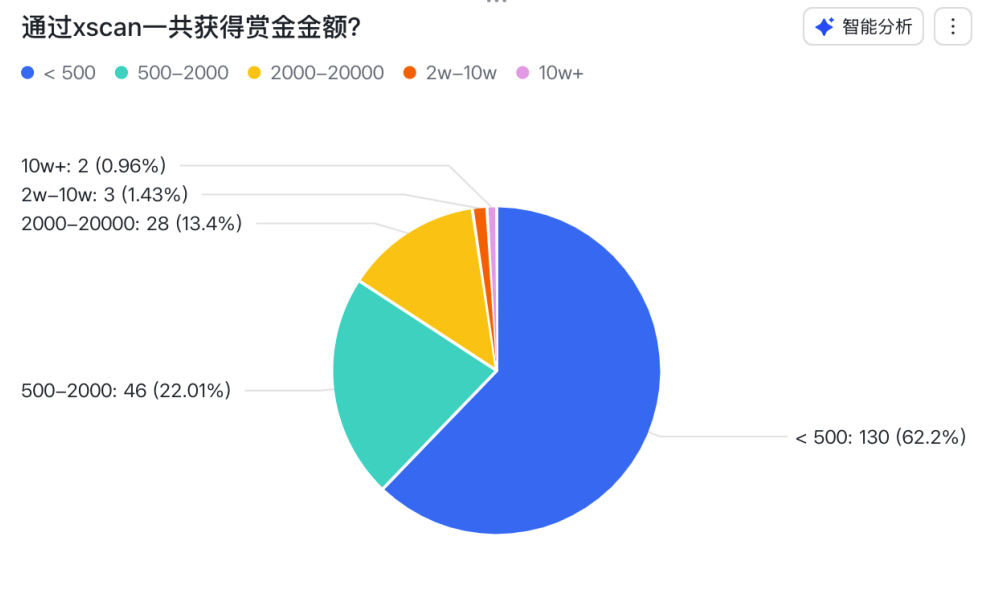 通过xscan一共获得赏金金额?
智能分析
< 500
500–2000
2000–20000
2w–10w
10w+
10w+: 2 (0.96%)
2w–10w: 3 (1.43%)
2000–20000: 28 (13.4%)
500–2000: 46 (22.01%)
< 500: 130 (62.2%)